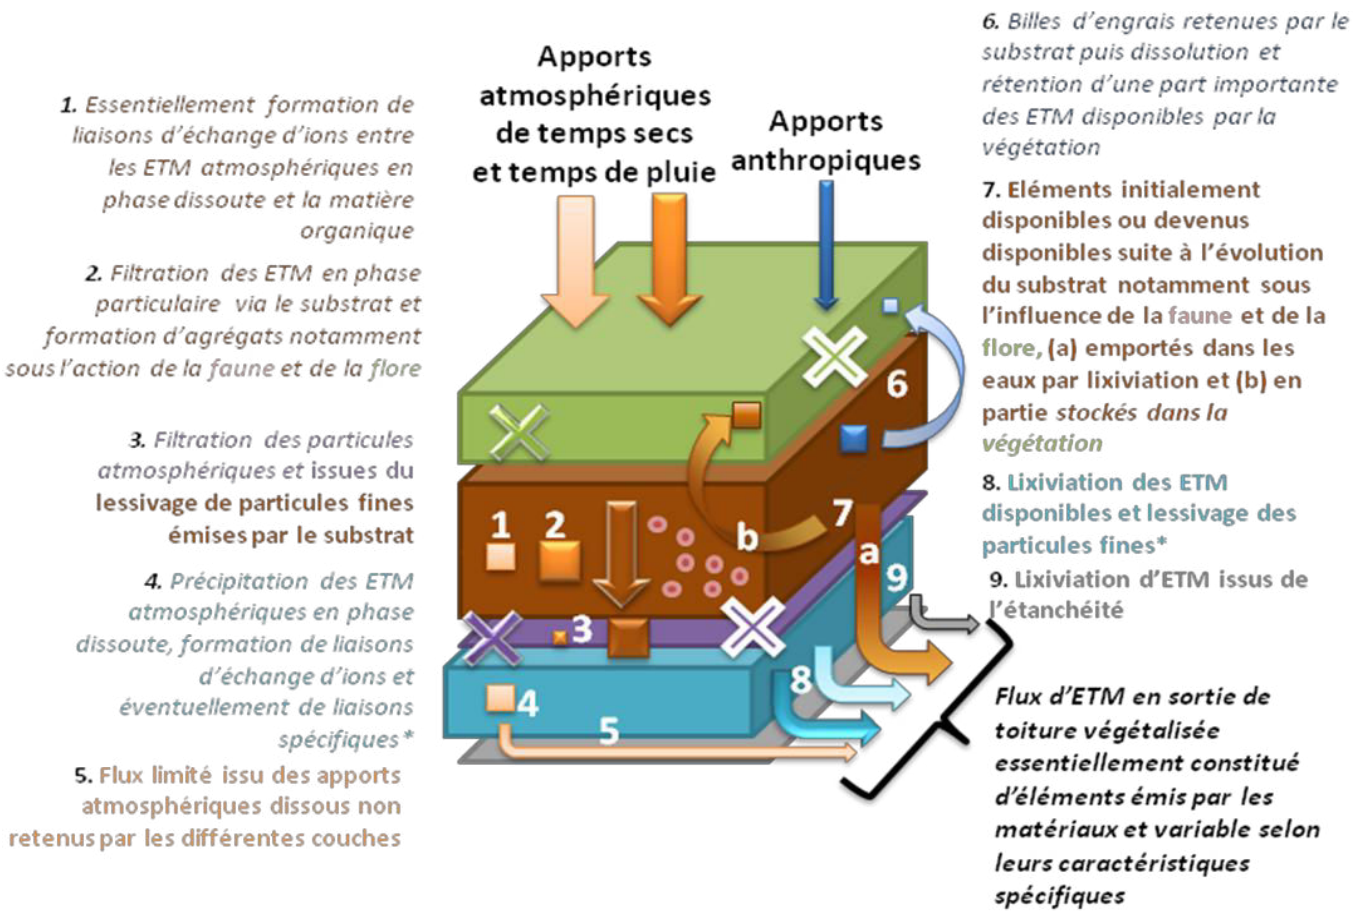 Apports
atmosphériques
de temps secs
et temps de pluie
Apports
anthropiques
1. Essentiellement formation de
liaisons d'échange d'ions entre
les ETM atmosphériques en
phase dissoute et la matière
organique
2. Filtration des ETM en phase
particulaire via le substrat et
formation d'agrégats notamment
sous l'action de la faune et de la flore
3. Filtration des particules
atmosphériques et issues du
lessivage de particules fines
émises par le substrat
4. Précipitation des ETM
atmosphériques en phase
dissoute, formation de liaisons
d'échange d'ions et
éventuellement de liaisons
spécifiques*
5. Flux limité issu des apports
atmosphériques dissous non
retenus par les différentes couches
6
1
2
b
7
a
9
3
8
4
5
6. Billes d'engrais retenues par le
substrat puis dissolution et
rétention d'une part importante
des ETM disponibles par la
végétation
7. Eléments initialement
disponibles ou devenus
disponibles suite à l'évolution
du substrat notamment sous
l'influence de la faune et de la
flore, (a) emportés dans les
eaux par lixiviation et (b) en
partie stockés dans la
végétation
8. Lixiviation des ETM
disponibles et lessivage des
particules fines*
9. Lixiviation d'ETM issus de
l'étanchéité
Flux d'ETM en sortie de
toiture végétalisée
essentiellement constitué
d'éléments émis par les
matériaux et variable selon
leurs caractéristiques
spécifiques